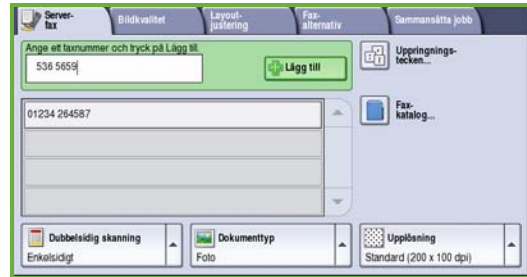 Server-
fax
Bildkvalitet
Layout-
justering
Fax-
alternativ
Sammansätta jobb
Ange ett faxnummer och tryck på Lägg till.
536 5659
Lägg till
Uppringnings-
tecken...
01234 264587
Fax-
katalog...
Dubbelsidig skanning
Enkelsidigt
Dokumenttyp
Foto
Upplösning
Standard (200 x 100 dpi)